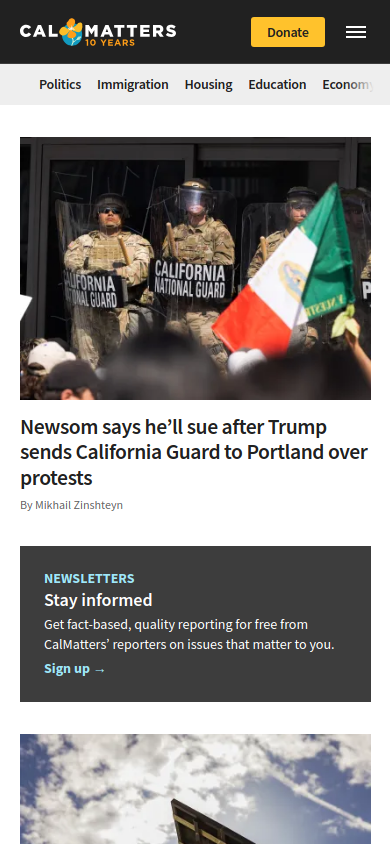 CALMATTERS
10 YEARS
Donate
Politics Immigration Housing Education Economy
CALIFORNIA
NATIONAL GUARD
CALIFORNIA
NATIONAL GUARD
Newsom says he’ll sue after Trump
sends California Guard to Portland over
protests
By Mikhail Zinshteyn
NEWSLETTERS
Stay informed
Get fact-based, quality reporting for free from
CalMatters’ reporters on issues that matter to you.
Sign up →